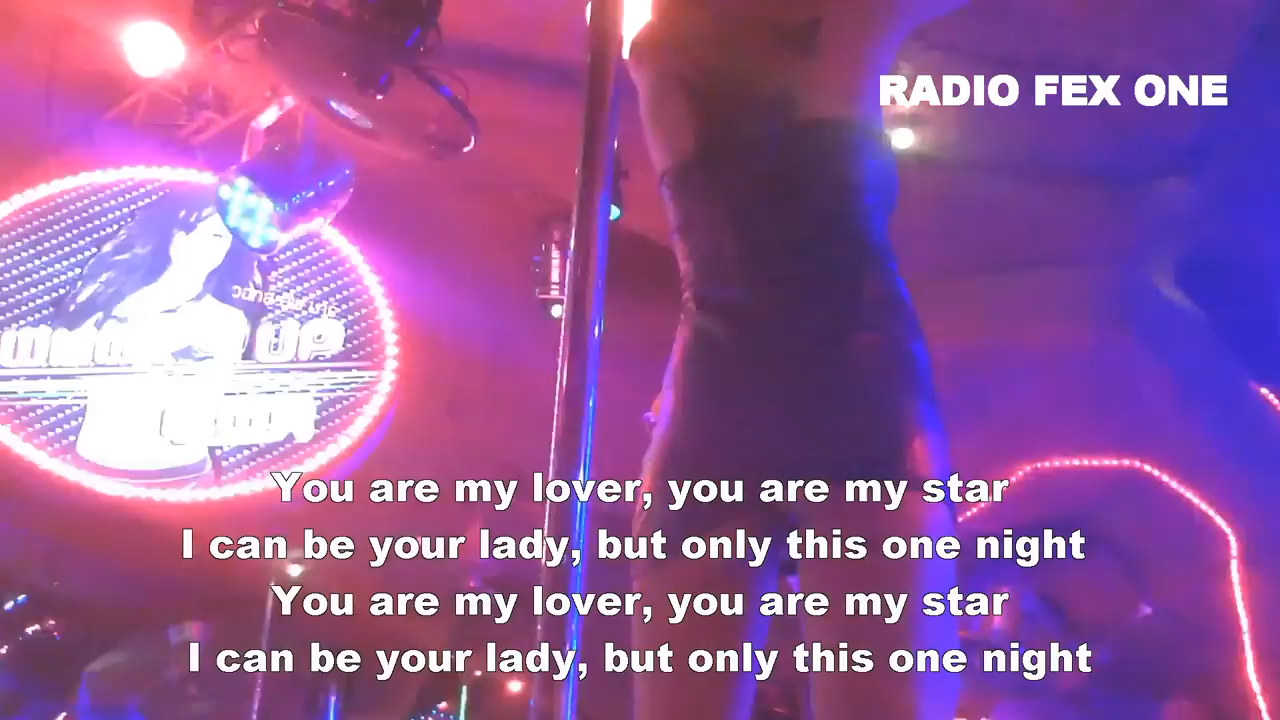 RADIO FEX ONE
UP
You are my lover, you are my star
I can be your lady, but only this one night
You are my lover, you are my star
I can be your lady, but only this one night